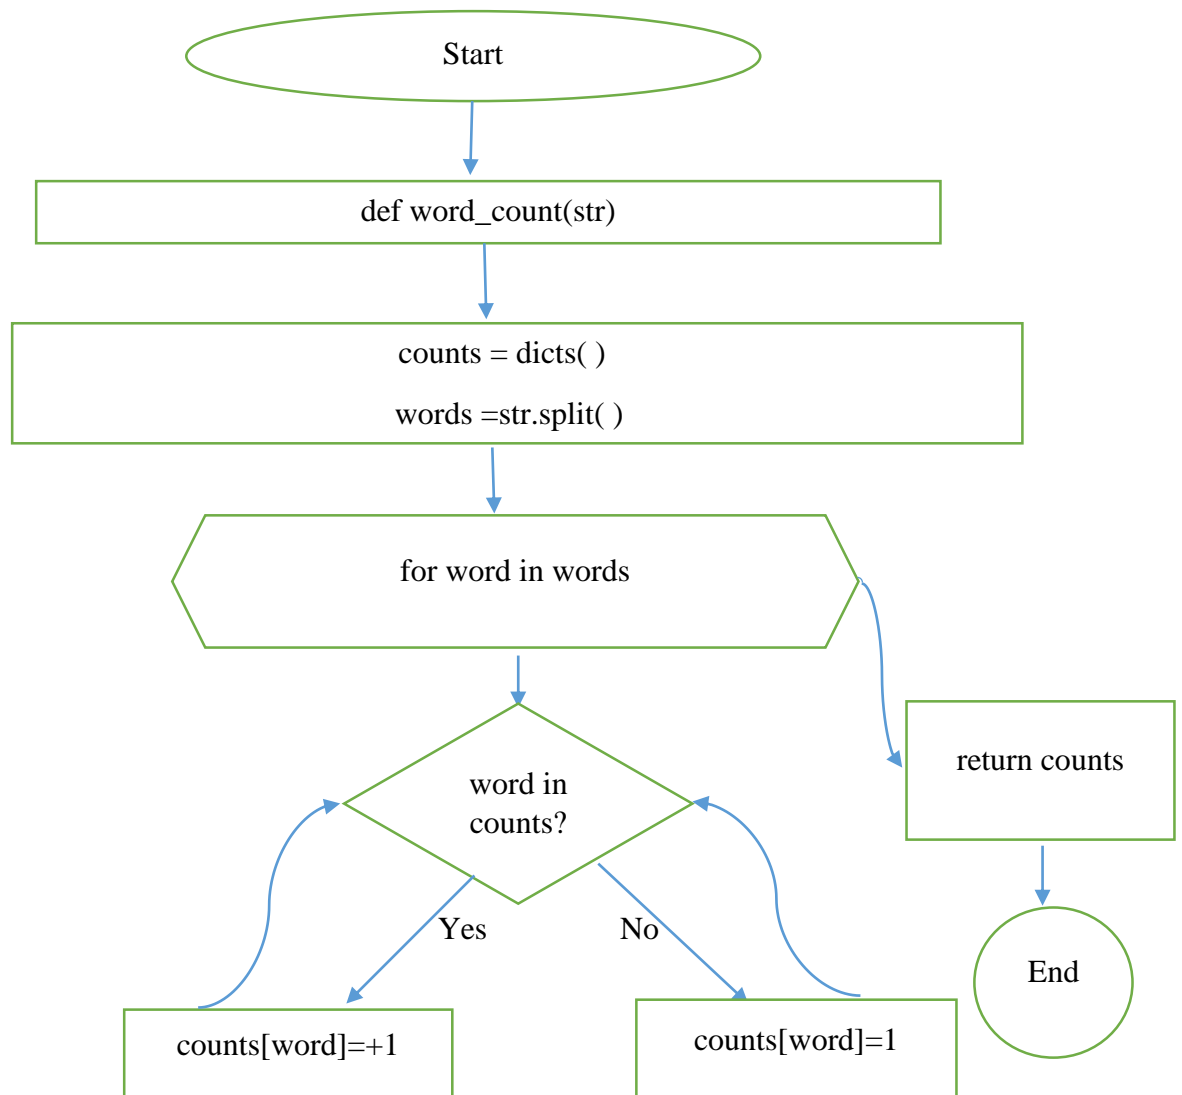 Start
def word_count(str)
counts = dicts( )
words =str.split( )
for word in words
return counts
word in
counts?
Yes
No
End
counts[word]=+1
counts[word]=1